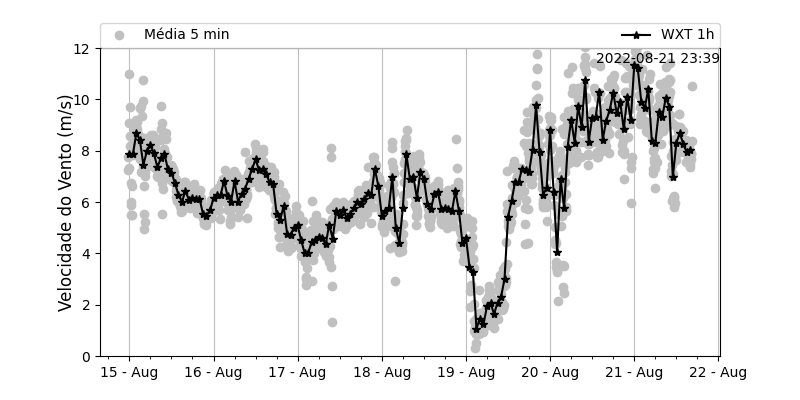 Média 5 min
WXT 1h
2022-08-21 23:39
Velocidade do Vento (m/s)
12
10
8
6
4
2
0
15 - Aug
16 - Aug
17 - Aug
18 - Aug
19 - Aug
20 - Aug
21 - Aug
22 - Aug